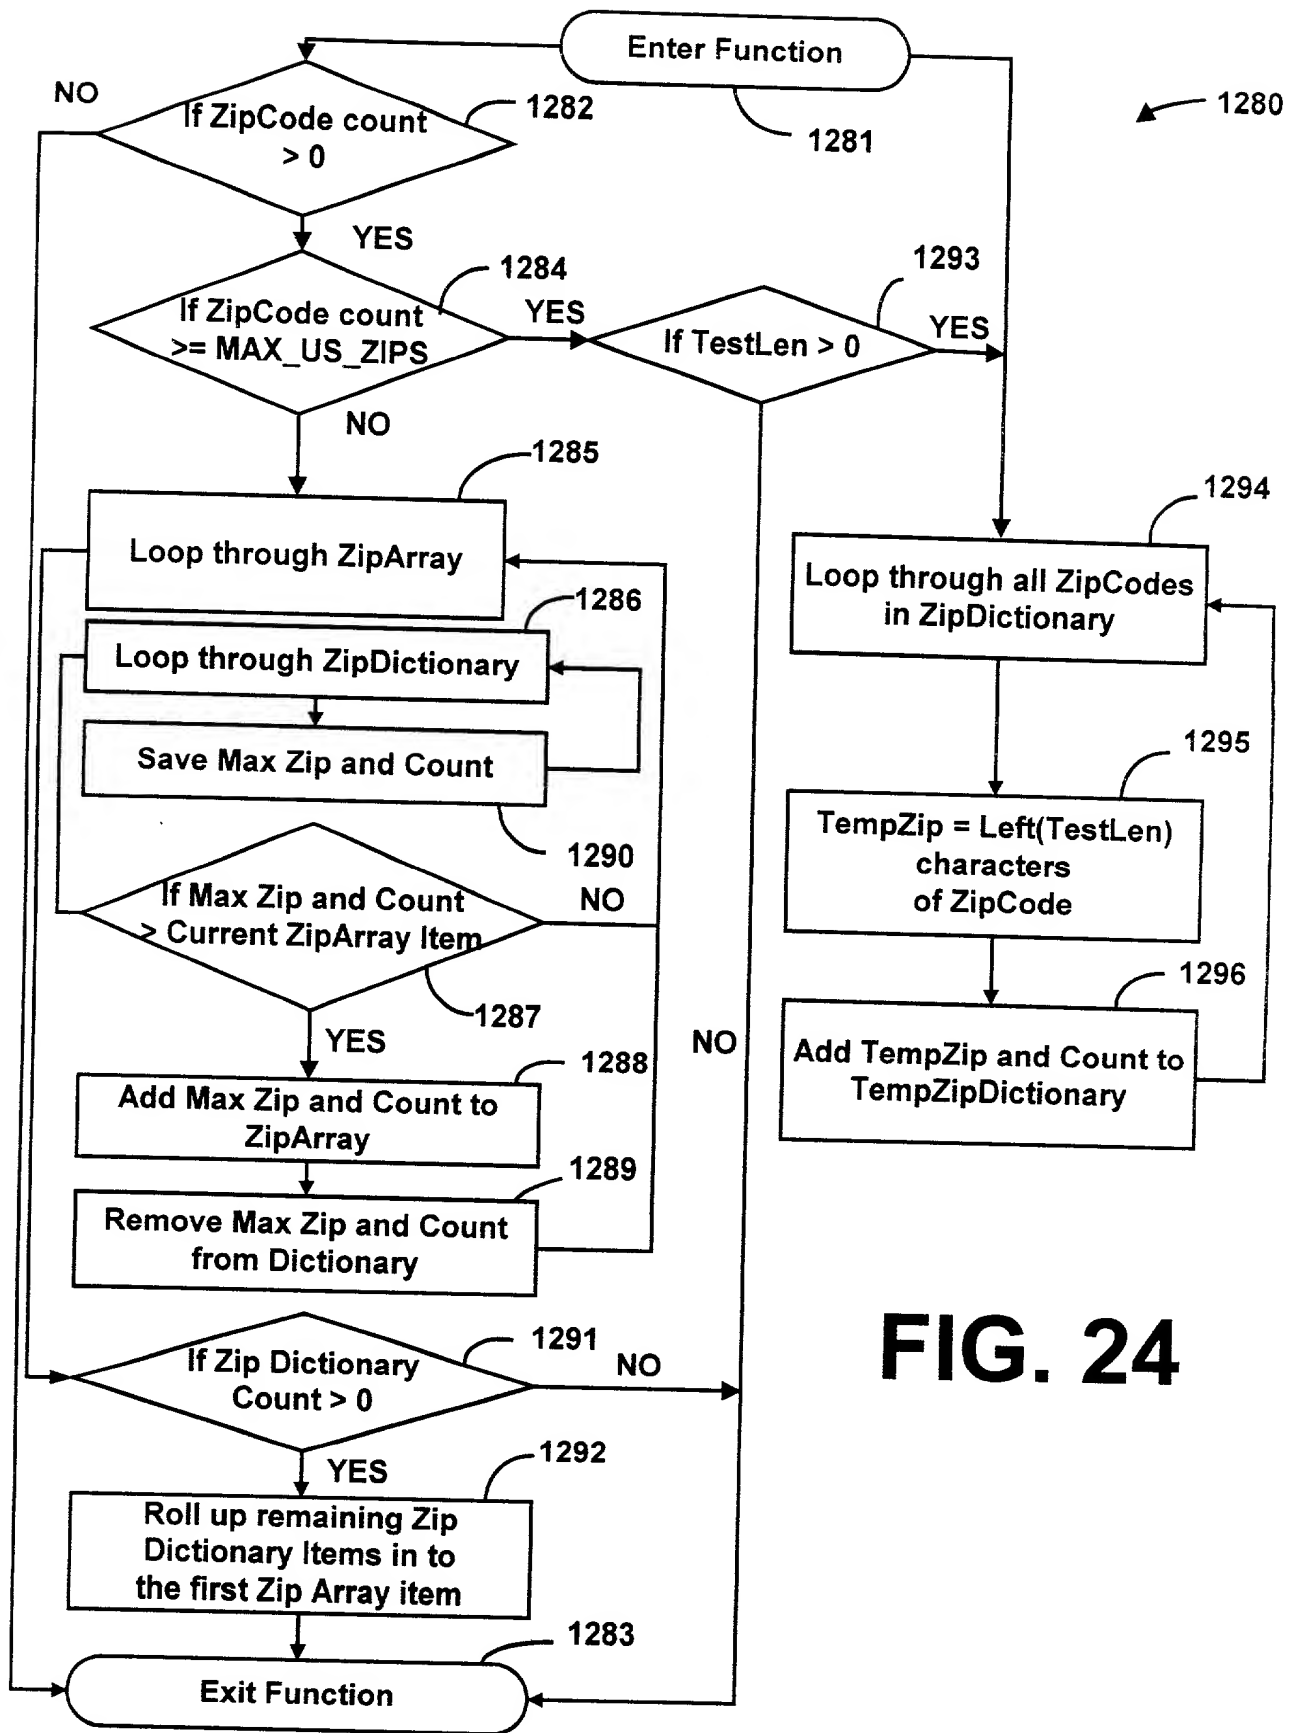 Enter Function
1281
1280
NO
If ZipCode count
> 0
1282
YES
If ZipCode count
>= MAX_US_ZIPS
1284
YES
If TestLen > 0
1293
YES
NO
Loop through ZipArray
1285
Loop through ZipDictionary
1286
Save Max Zip and Count
1290
If Max Zip and Count
> Current ZipArray Item
NO
1287
YES
Add Max Zip and Count to
ZipArray
1288
Remove Max Zip and Count
from Dictionary
1289
NO
Loop through all ZipCodes
in ZipDictionary
1294
TempZip = Left(TestLen)
characters
of ZipCode
1295
Add TempZip and Count to
TempZipDictionary
1296
If Zip Dictionary
Count > 0
1291
NO
YES
Roll up remaining Zip
Dictionary Items in to
the first Zip Array item
1292
Exit Function
1283
FIG. 24